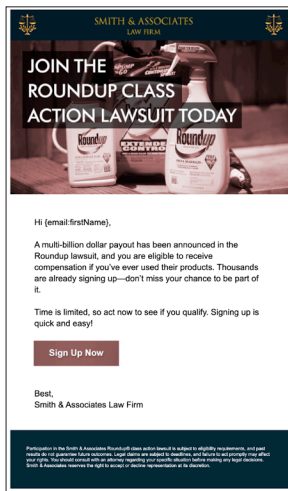 SMITH & ASSOCIATES
LAW FIRM
JOIN THE
ROUNDUP CLASS
ACTION LAWSUIT TODAY
Roundup
EXTENDED
CONTROL
Roundup
Hi {email:firstName},
A multi-billion dollar payout has been announced in the
Roundup lawsuit, and you are eligible to receive
compensation if you've ever used their products. Thousands
are already signing up—don't miss your chance to be part of
it.
Time is limited, so act now to see if you qualify. Signing up is
quick and easy!
Sign Up Now
Best,
Smith & Associates Law Firm
Participation in the Smith & Associates Roundup® class action lawsuit is subject to eligibility requirements, and past
results do not guarantee future outcomes. Legal claims are subject to deadlines, and failure to act promptly may affect
your rights. You should consult with an attorney regarding your specific situation before making any legal decisions.
Smith & Associates reserves the right to accept or decline representation at its discretion.